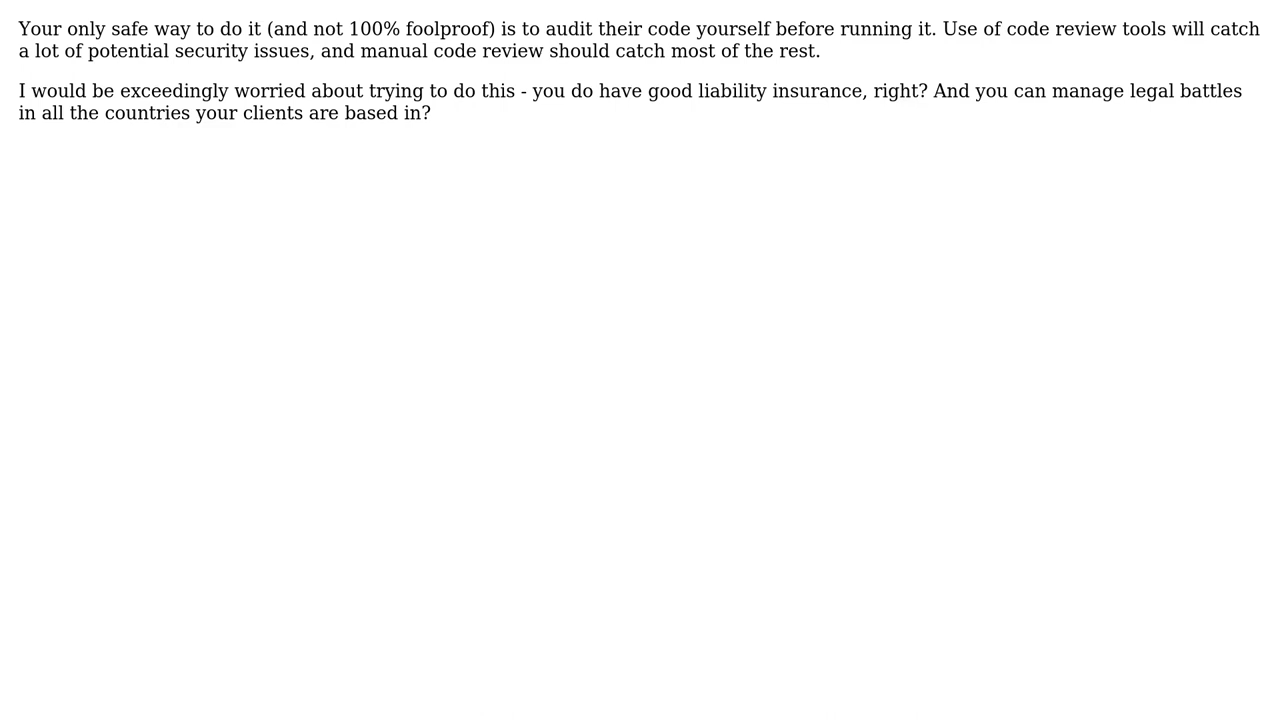 Your only safe way to do it (and not 100% foolproof) is to audit their code yourself before running it. Use of code review tools will catch
a lot of potential security issues, and manual code review should catch most of the rest.
I would be exceedingly worried about trying to do this - you do have good liability insurance, right? And you can manage legal battles
in all the countries your clients are based in?